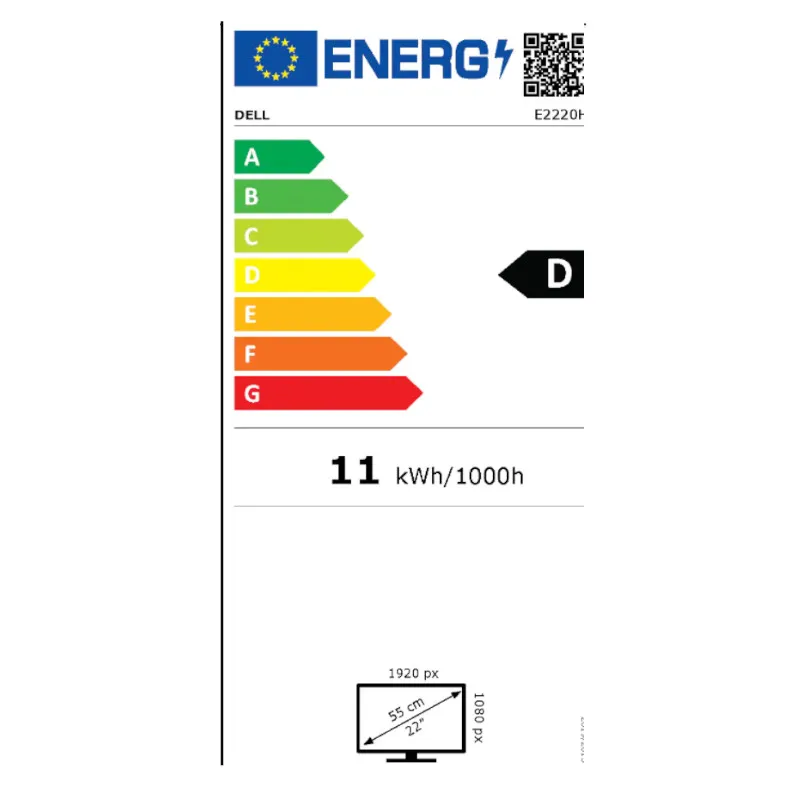 ENERG
DELL E2220H
A
B
C
D
D
E
F
G
11 kWh/1000h
1920 px
55 cm
22"
1080 px